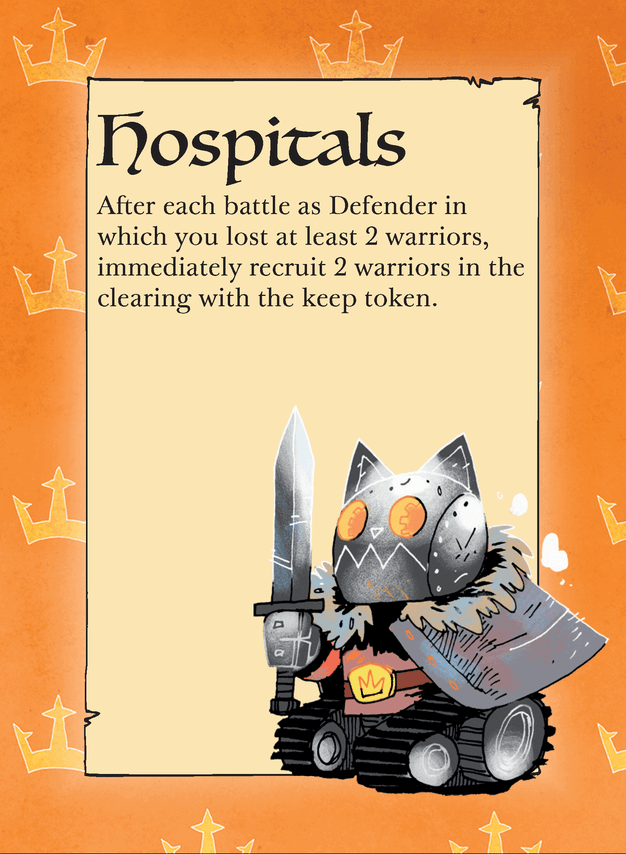 Hospitals
After each battle as Defender in
which you lost at least 2 warriors,
immediately recruit 2 warriors in the
clearing with the keep token.